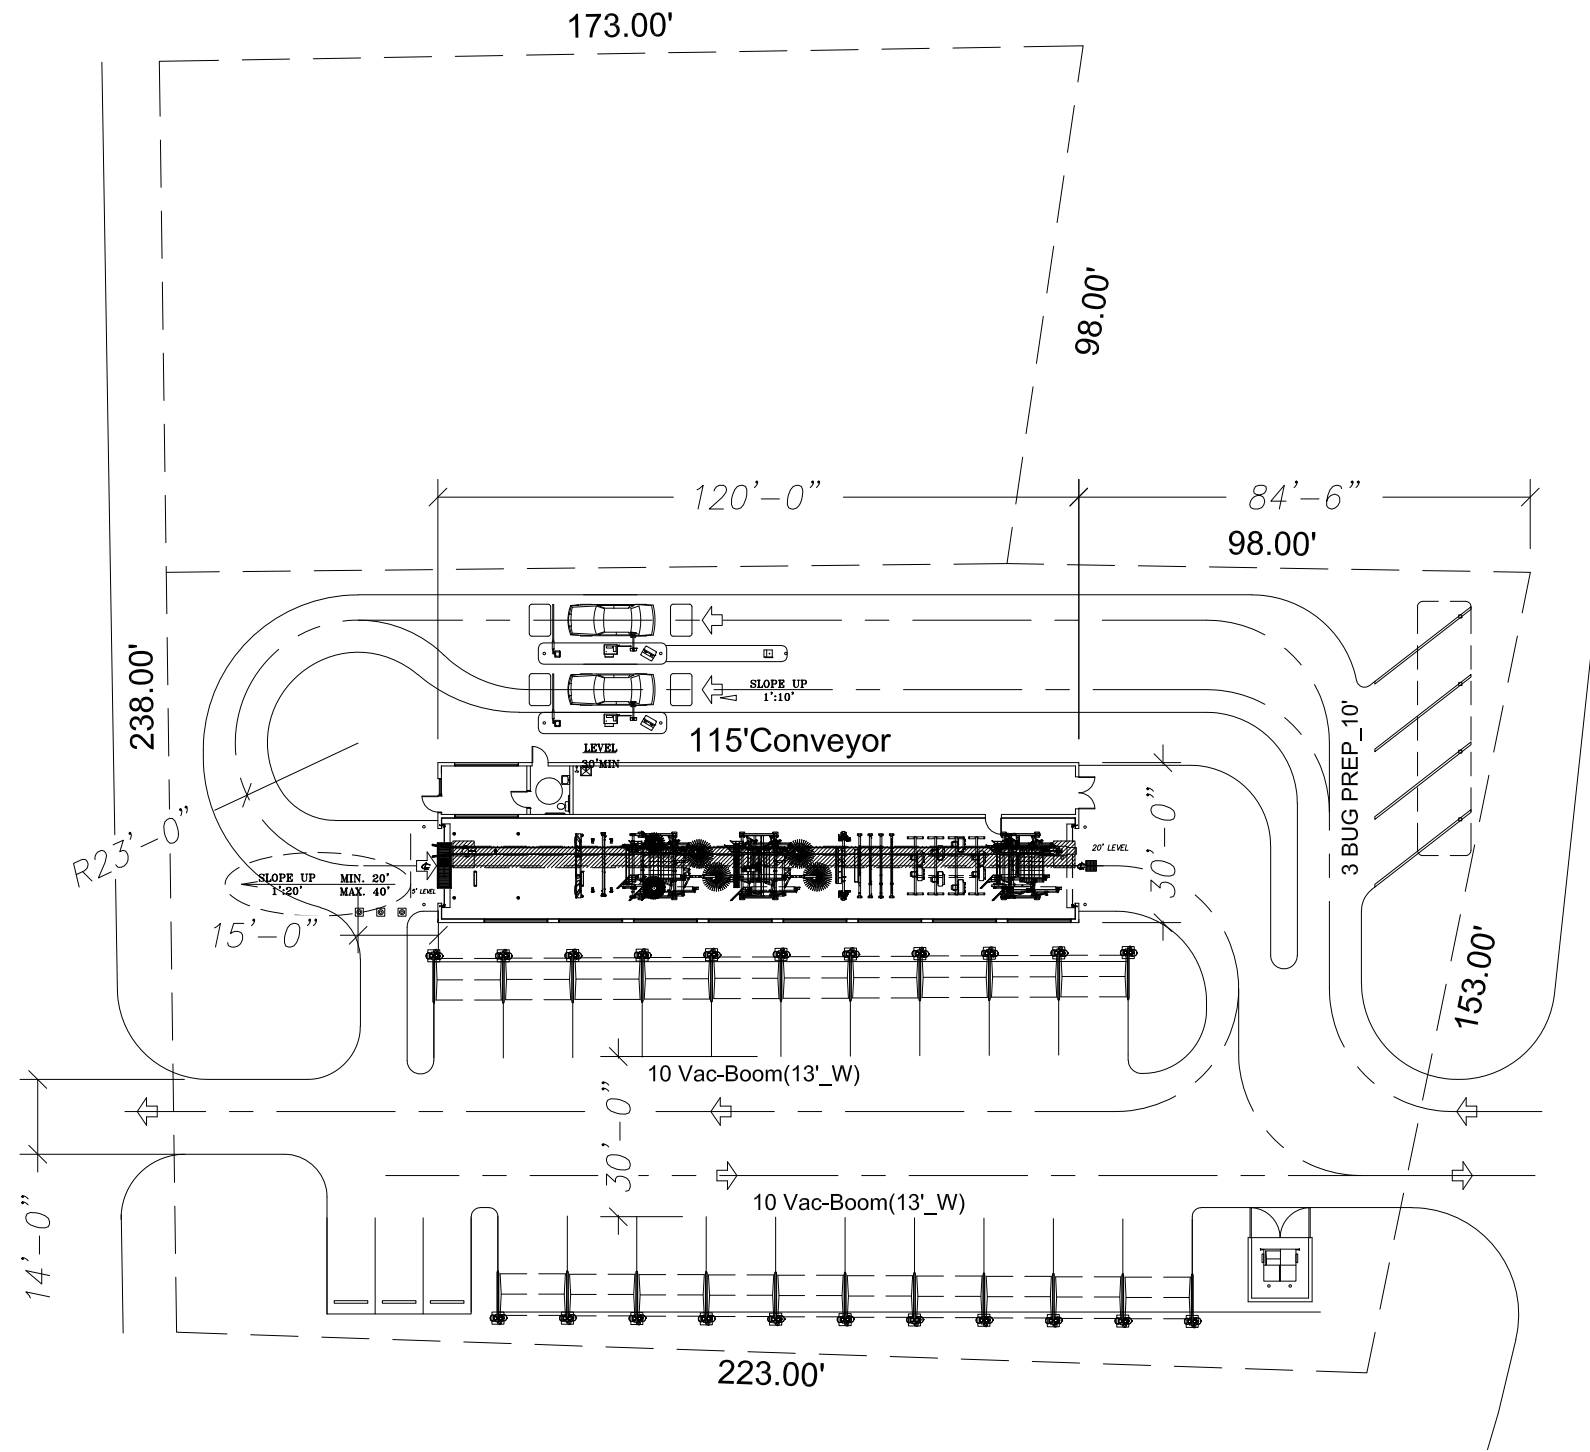 173.00'
98.00'
120'-0"
84'-6"
98.00'
238.00'
SLOPE UP
1':10'
115'Conveyor
LEVEL
30'MIN
3 BUG PREP_10'
R23'-0"
30'-0"
20' LEVEL
SLOPE UP
1':20'
MIN. 20'
MAX. 40'
5' LEVEL
15'-0"
153.00'
10 Vac-Boom(13'_W)
30'-0"
14'-0"
10 Vac-Boom(13'_W)
223.00'